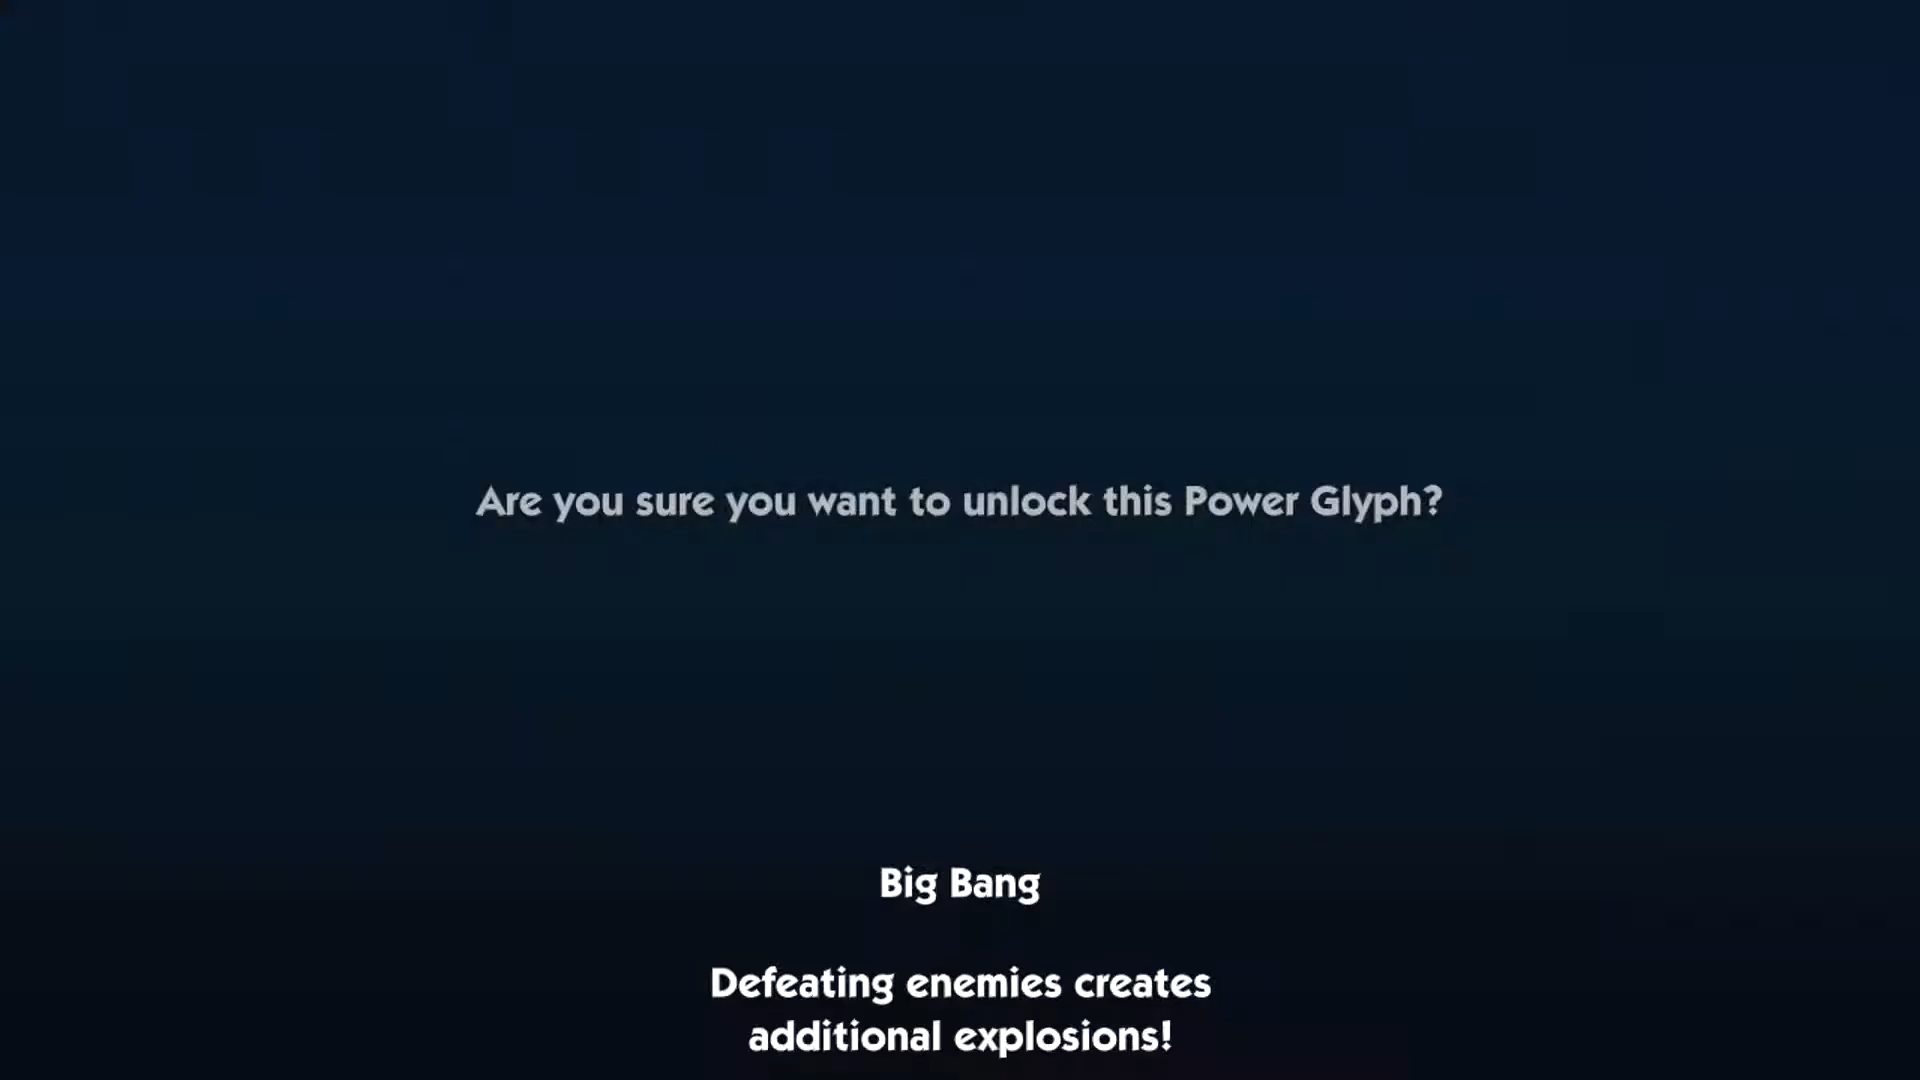 Are you sure you want to unlock this Power Glyph?
Big Bang
Defeating enemies creates
additional explosions!